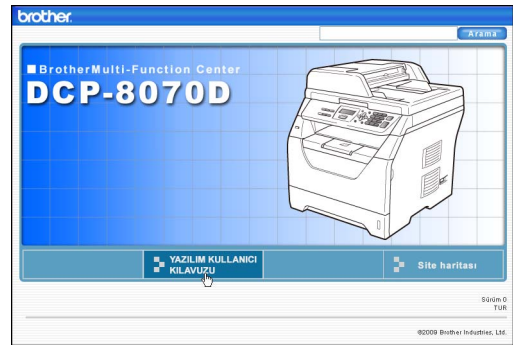 brother.
Arama
BrotherMulti-Function Center
DCP-8070D
YAZILIM KULLANICI
KILAVUZU
Site haritası
Sürüm 0
TUR
©2009 Brother Industries, Ltd.